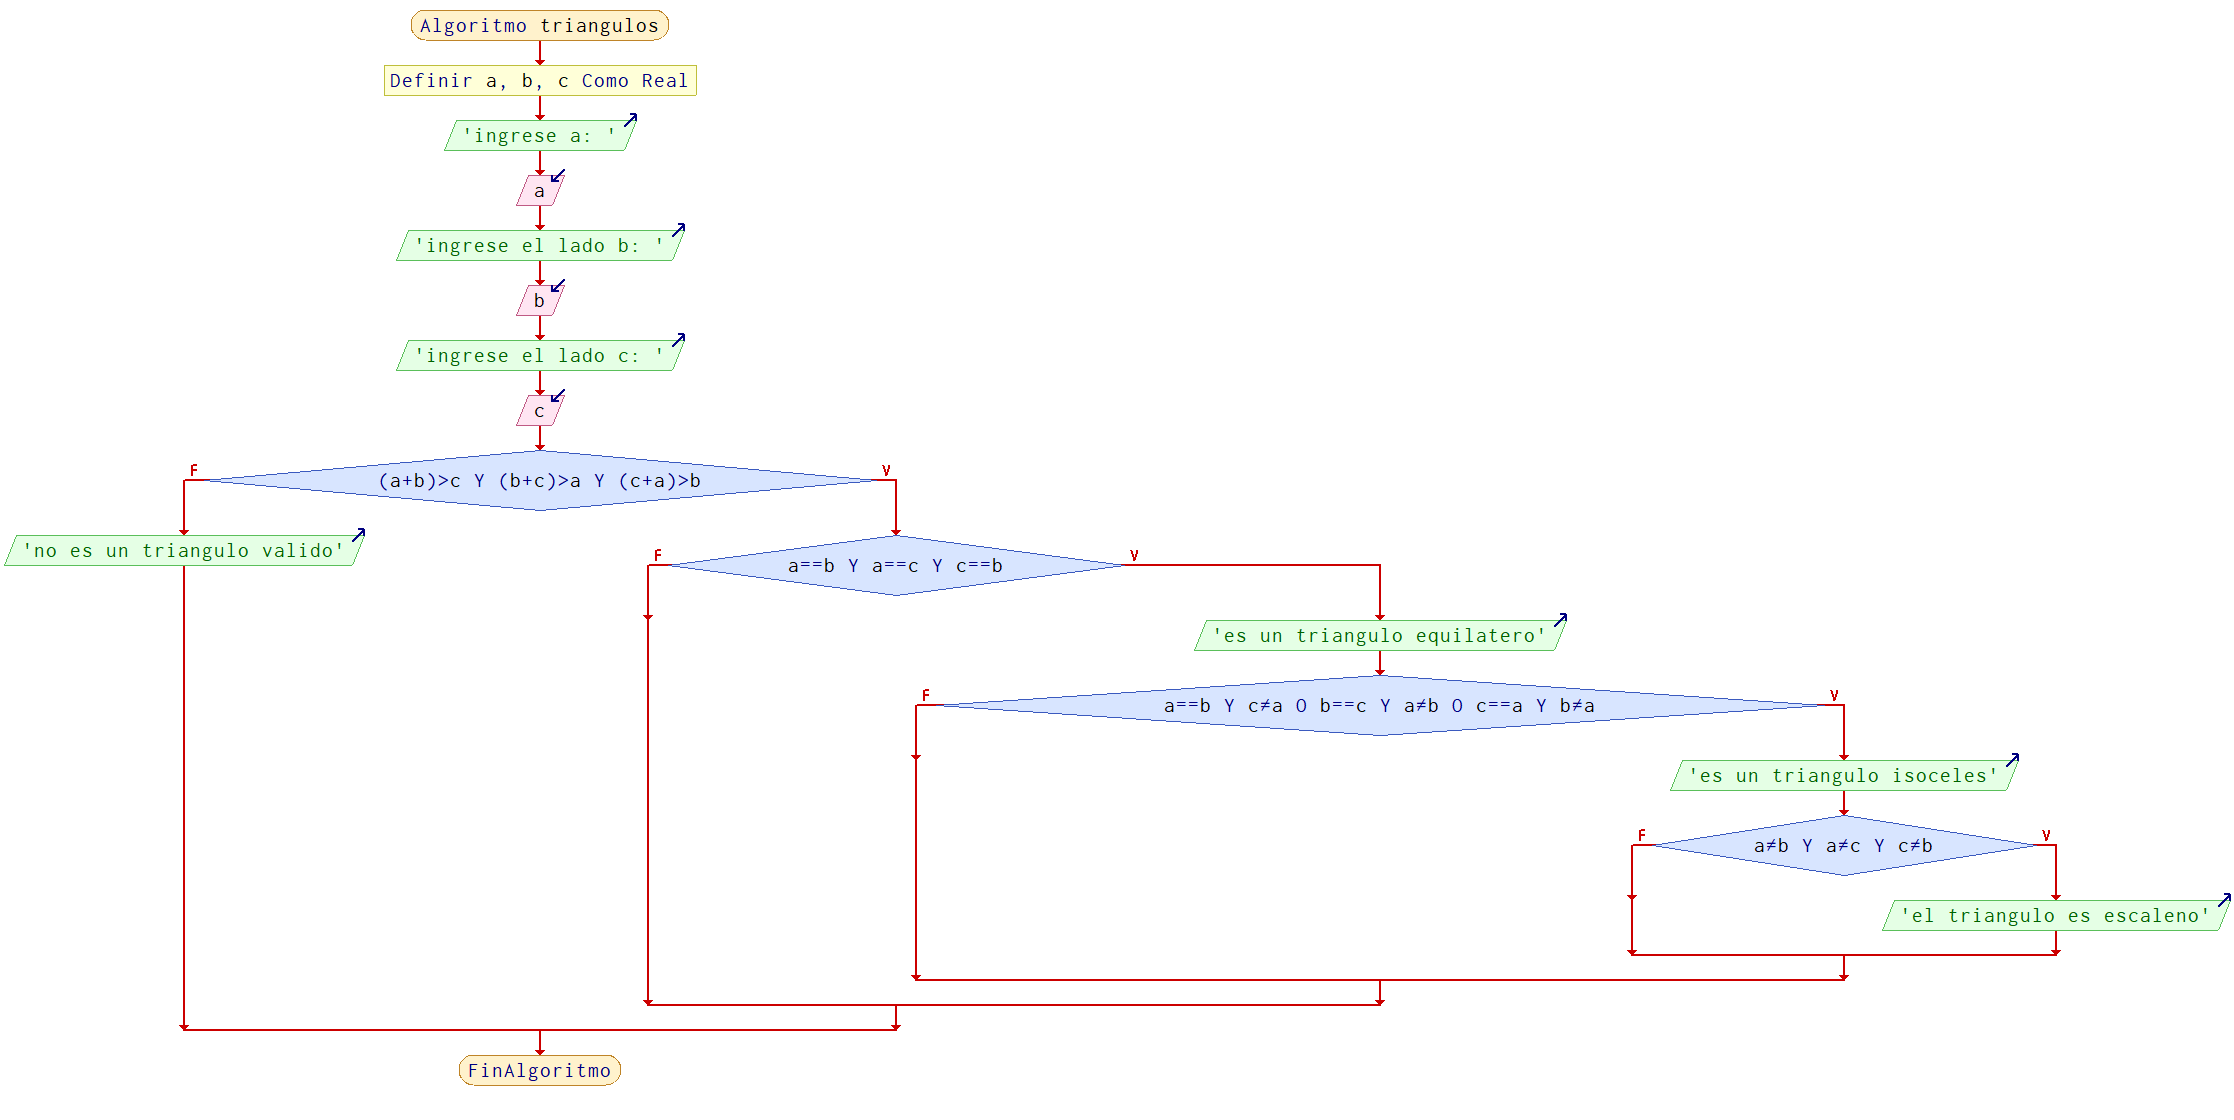 Algoritmo triangulos
Definir a, b, c Como Real
'ingrese a: '
a
'ingrese el lado b: '
b
'ingrese el lado c: '
c
F
(a+b)>c Y (b+c)>a Y (c+a)>b
V
'no es un triangulo valido'
F
a==b Y a==c Y c==b
V
'es un triangulo equilatero'
F
a==b Y c≠a O b==c Y a≠b O c==a Y b≠a
V
'es un triangulo isoceles'
F
a≠b Y a≠c Y c≠b
V
'el triangulo es escaleno'
FinAlgoritmo